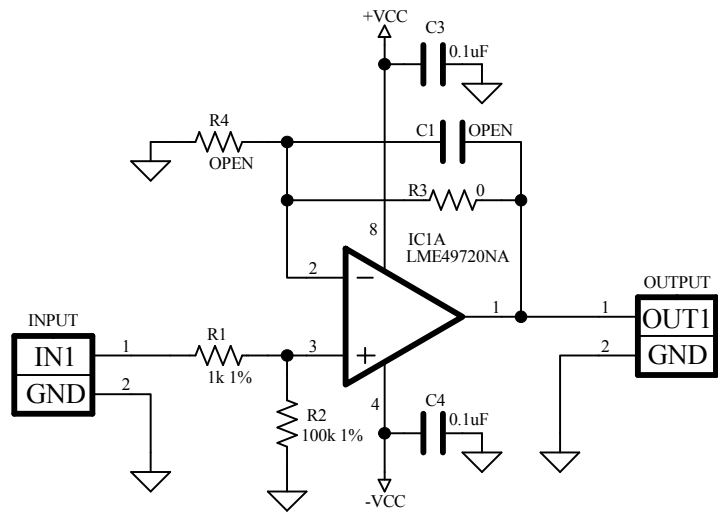 +VCC
C3
0.1uF
R4
OPEN
C1
OPEN
R3
0
8
IC1A
LME49720NA
2
INPUT
IN1
1
GND
2
R1
1k 1%
3
1
OUTPUT
1
OUT1
2
GND
R2
100k 1%
4
C4
0.1uF
-VCC